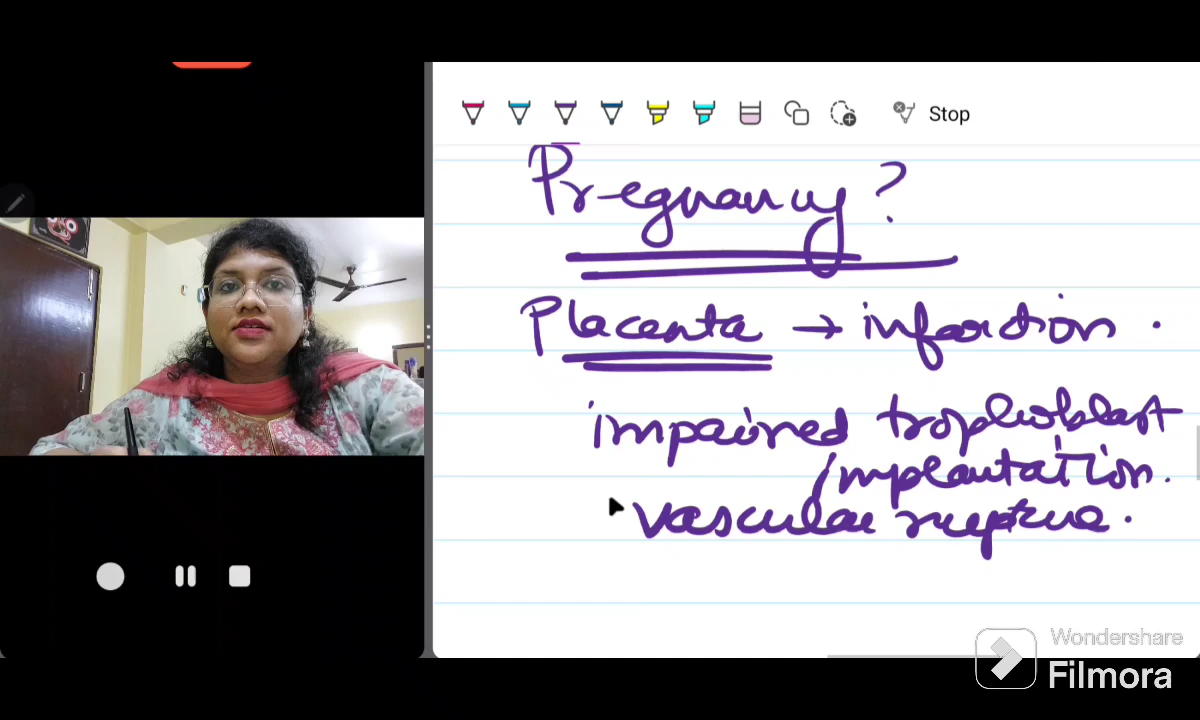 Stop
Pregnancy ?
Placenta → infarction .
impaired trophoblast
implantation.
vascular rupture.
Wondershare
Filmora